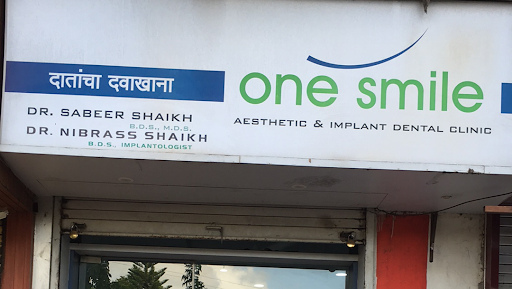 दातांचा दवाखाना
DR. SABEER SHAIKH
B.D.S., M.D.S.
DR. NIBRASS SHAIKH
B.D.S., IMPLANTOLOGIST
one smile
AESTHETIC & IMPLANT DENTAL CLINIC